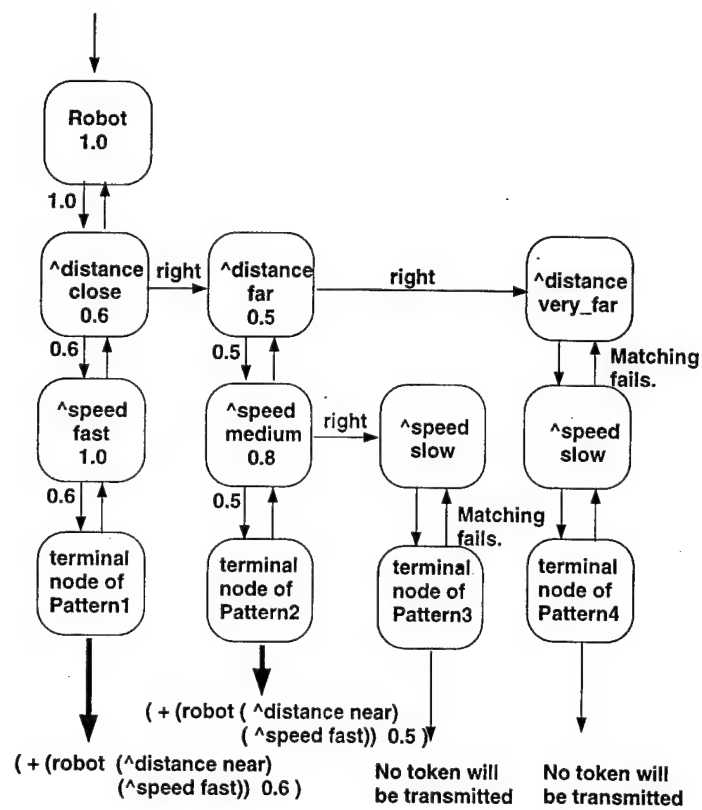 Robot
1.0
1.0
^distance
close
0.6
right
^distance
far
0.5
right
^distance
very_far
0.6
0.5
Matching
fails.
^speed
fast
1.0
^speed
medium
0.8
right
^speed
slow
^speed
slow
0.6
0.5
Matching
fails.
terminal
node of
Pattern1
terminal
node of
Pattern2
terminal
node of
Pattern3
terminal
node of
Pattern4
( + (robot ( ^distance near)
( ^speed fast)) 0.5 )
( + (robot (^distance near)
(^speed fast)) 0.6 )
No token will
be transmitted
No token will
be transmitted